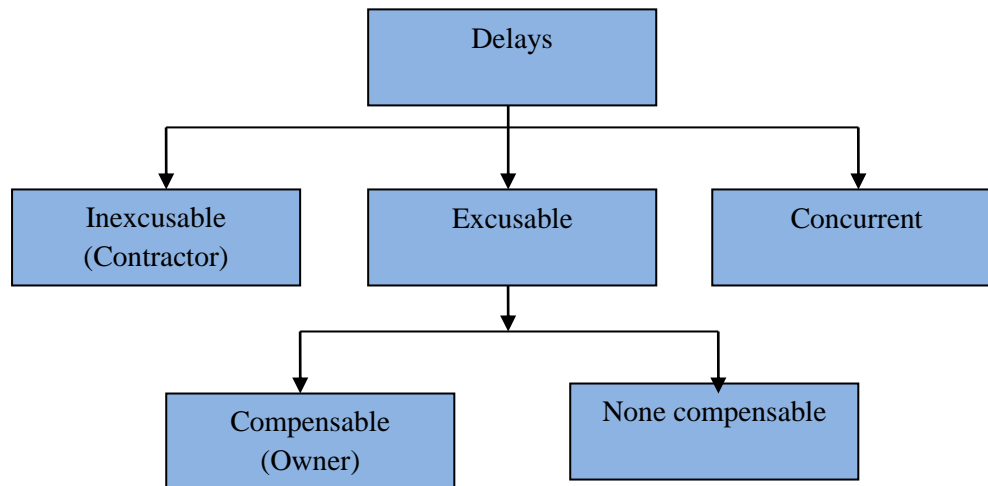 Delays
Inexcusable
(Contractor)
Excusable
Concurrent
Compensable
(Owner)
None compensable